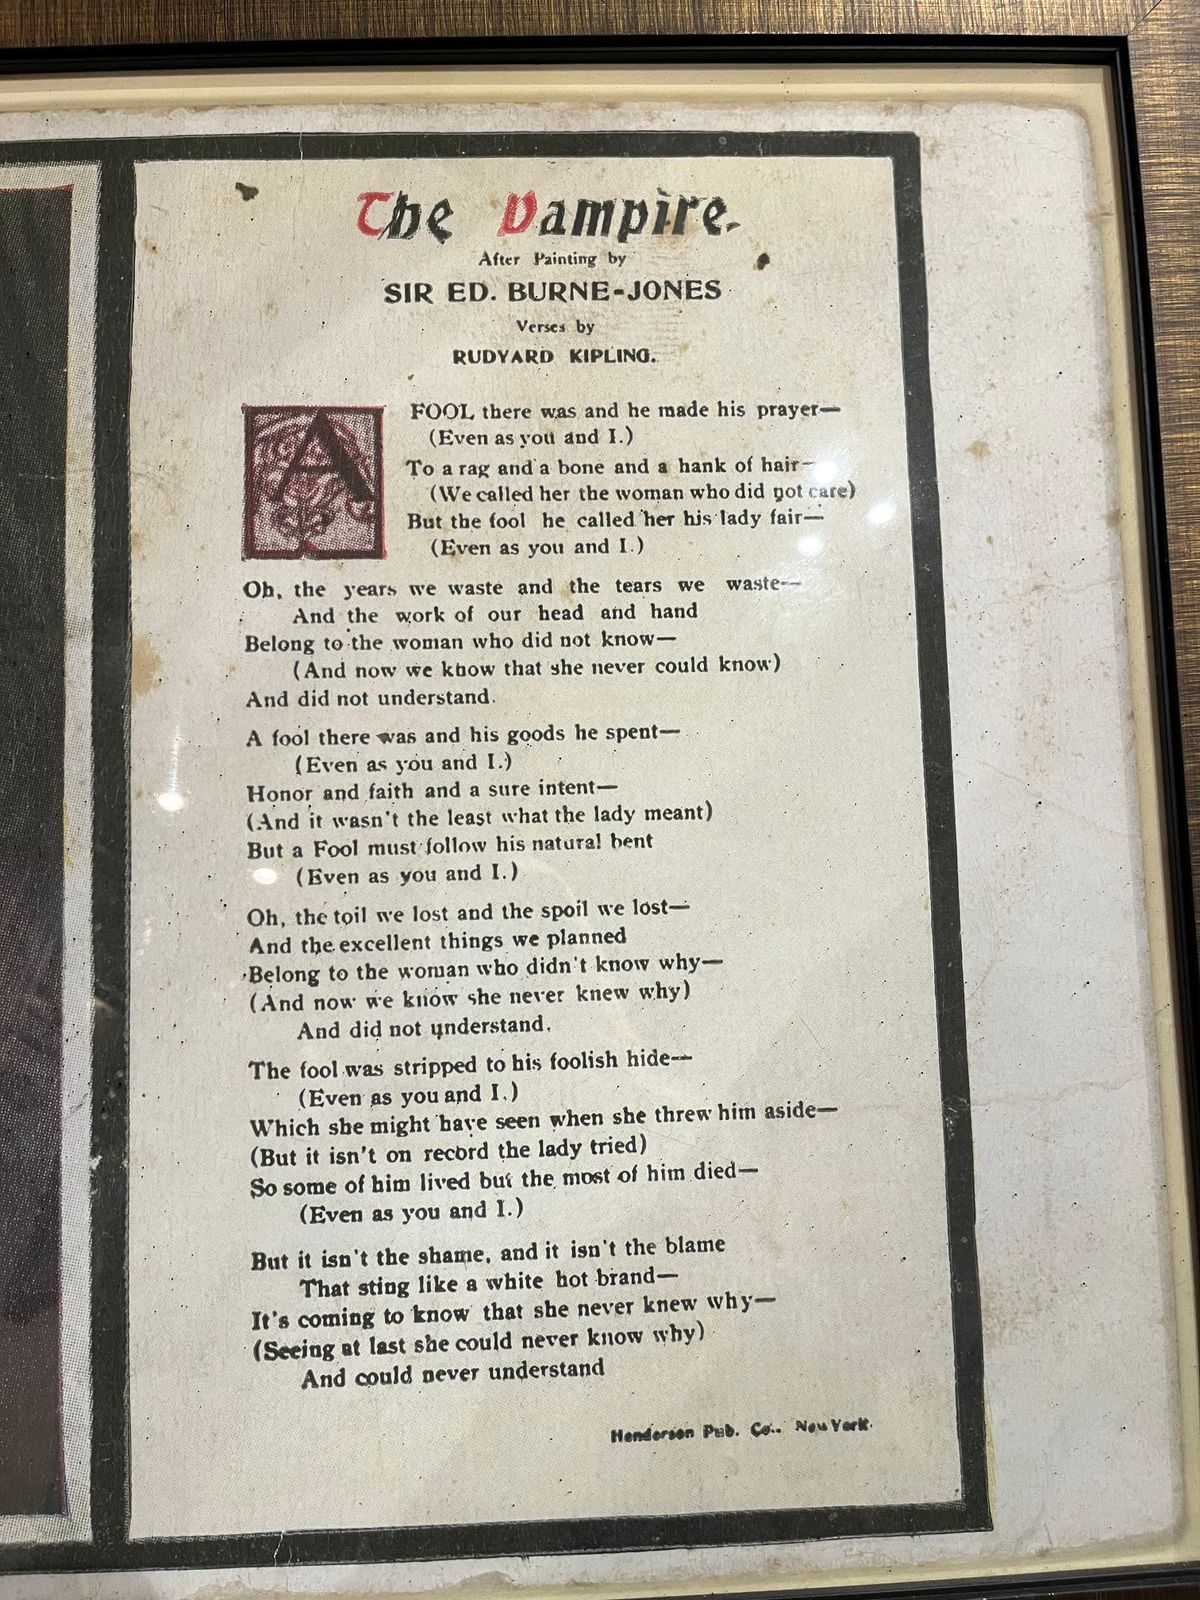 The Vampire.
After Painting by
SIR ED. BURNE-JONES
Verses by
RUDYARD KIPLING.
A FOOL there was and he made his prayer—
(Even as you and I.)
To a rag and a bone and a hank of hair—
(We called her the woman who did not care)
But the fool he called her his lady fair—
(Even as you and I.)
Oh, the years we waste and the tears we waste—
And the work of our head and hand
Belong to the woman who did not know—
(And now we know that she never could know)
And did not understand.
A fool there was and his goods he spent—
(Even as you and I.)
Honor and faith and a sure intent—
(And it wasn't the least what the lady meant)
But a Fool must follow his natural bent
(Even as you and I.)
Oh, the toil we lost and the spoil we lost—
And the excellent things we planned
Belong to the woman who didn't know why—
(And now we know she never knew why)
And did not understand.
The fool was stripped to his foolish hide—
(Even as you and I.)
Which she might have seen when she threw him aside—
(But it isn't on record the lady tried)
So some of him lived but the most of him died—
(Even as you and I.)
But it isn't the shame, and it isn't the blame
That sting like a white hot brand—
It's coming to know that she never knew why—
(Seeing at last she could never know why)
And could never understand
Henderson Pub. Co., New York.